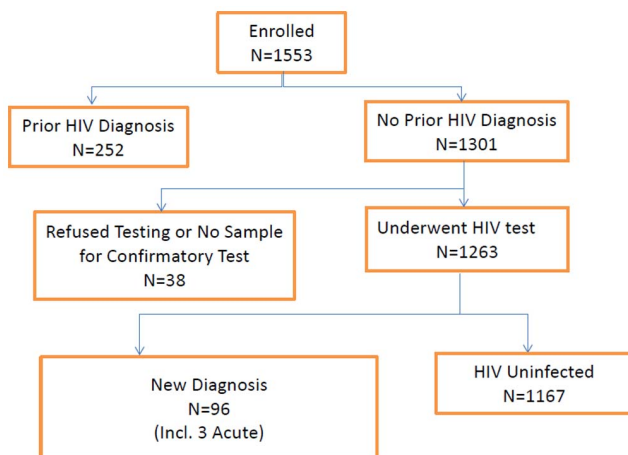 Enrolled
N=1553
Prior HIV Diagnosis
N=252
No Prior HIV Diagnosis
N=1301
Refused Testing or No Sample
for Confirmatory Test
N=38
Underwent HIV test
N=1263
New Diagnosis
N=96
(Incl. 3 Acute)
HIV Uninfected
N=1167